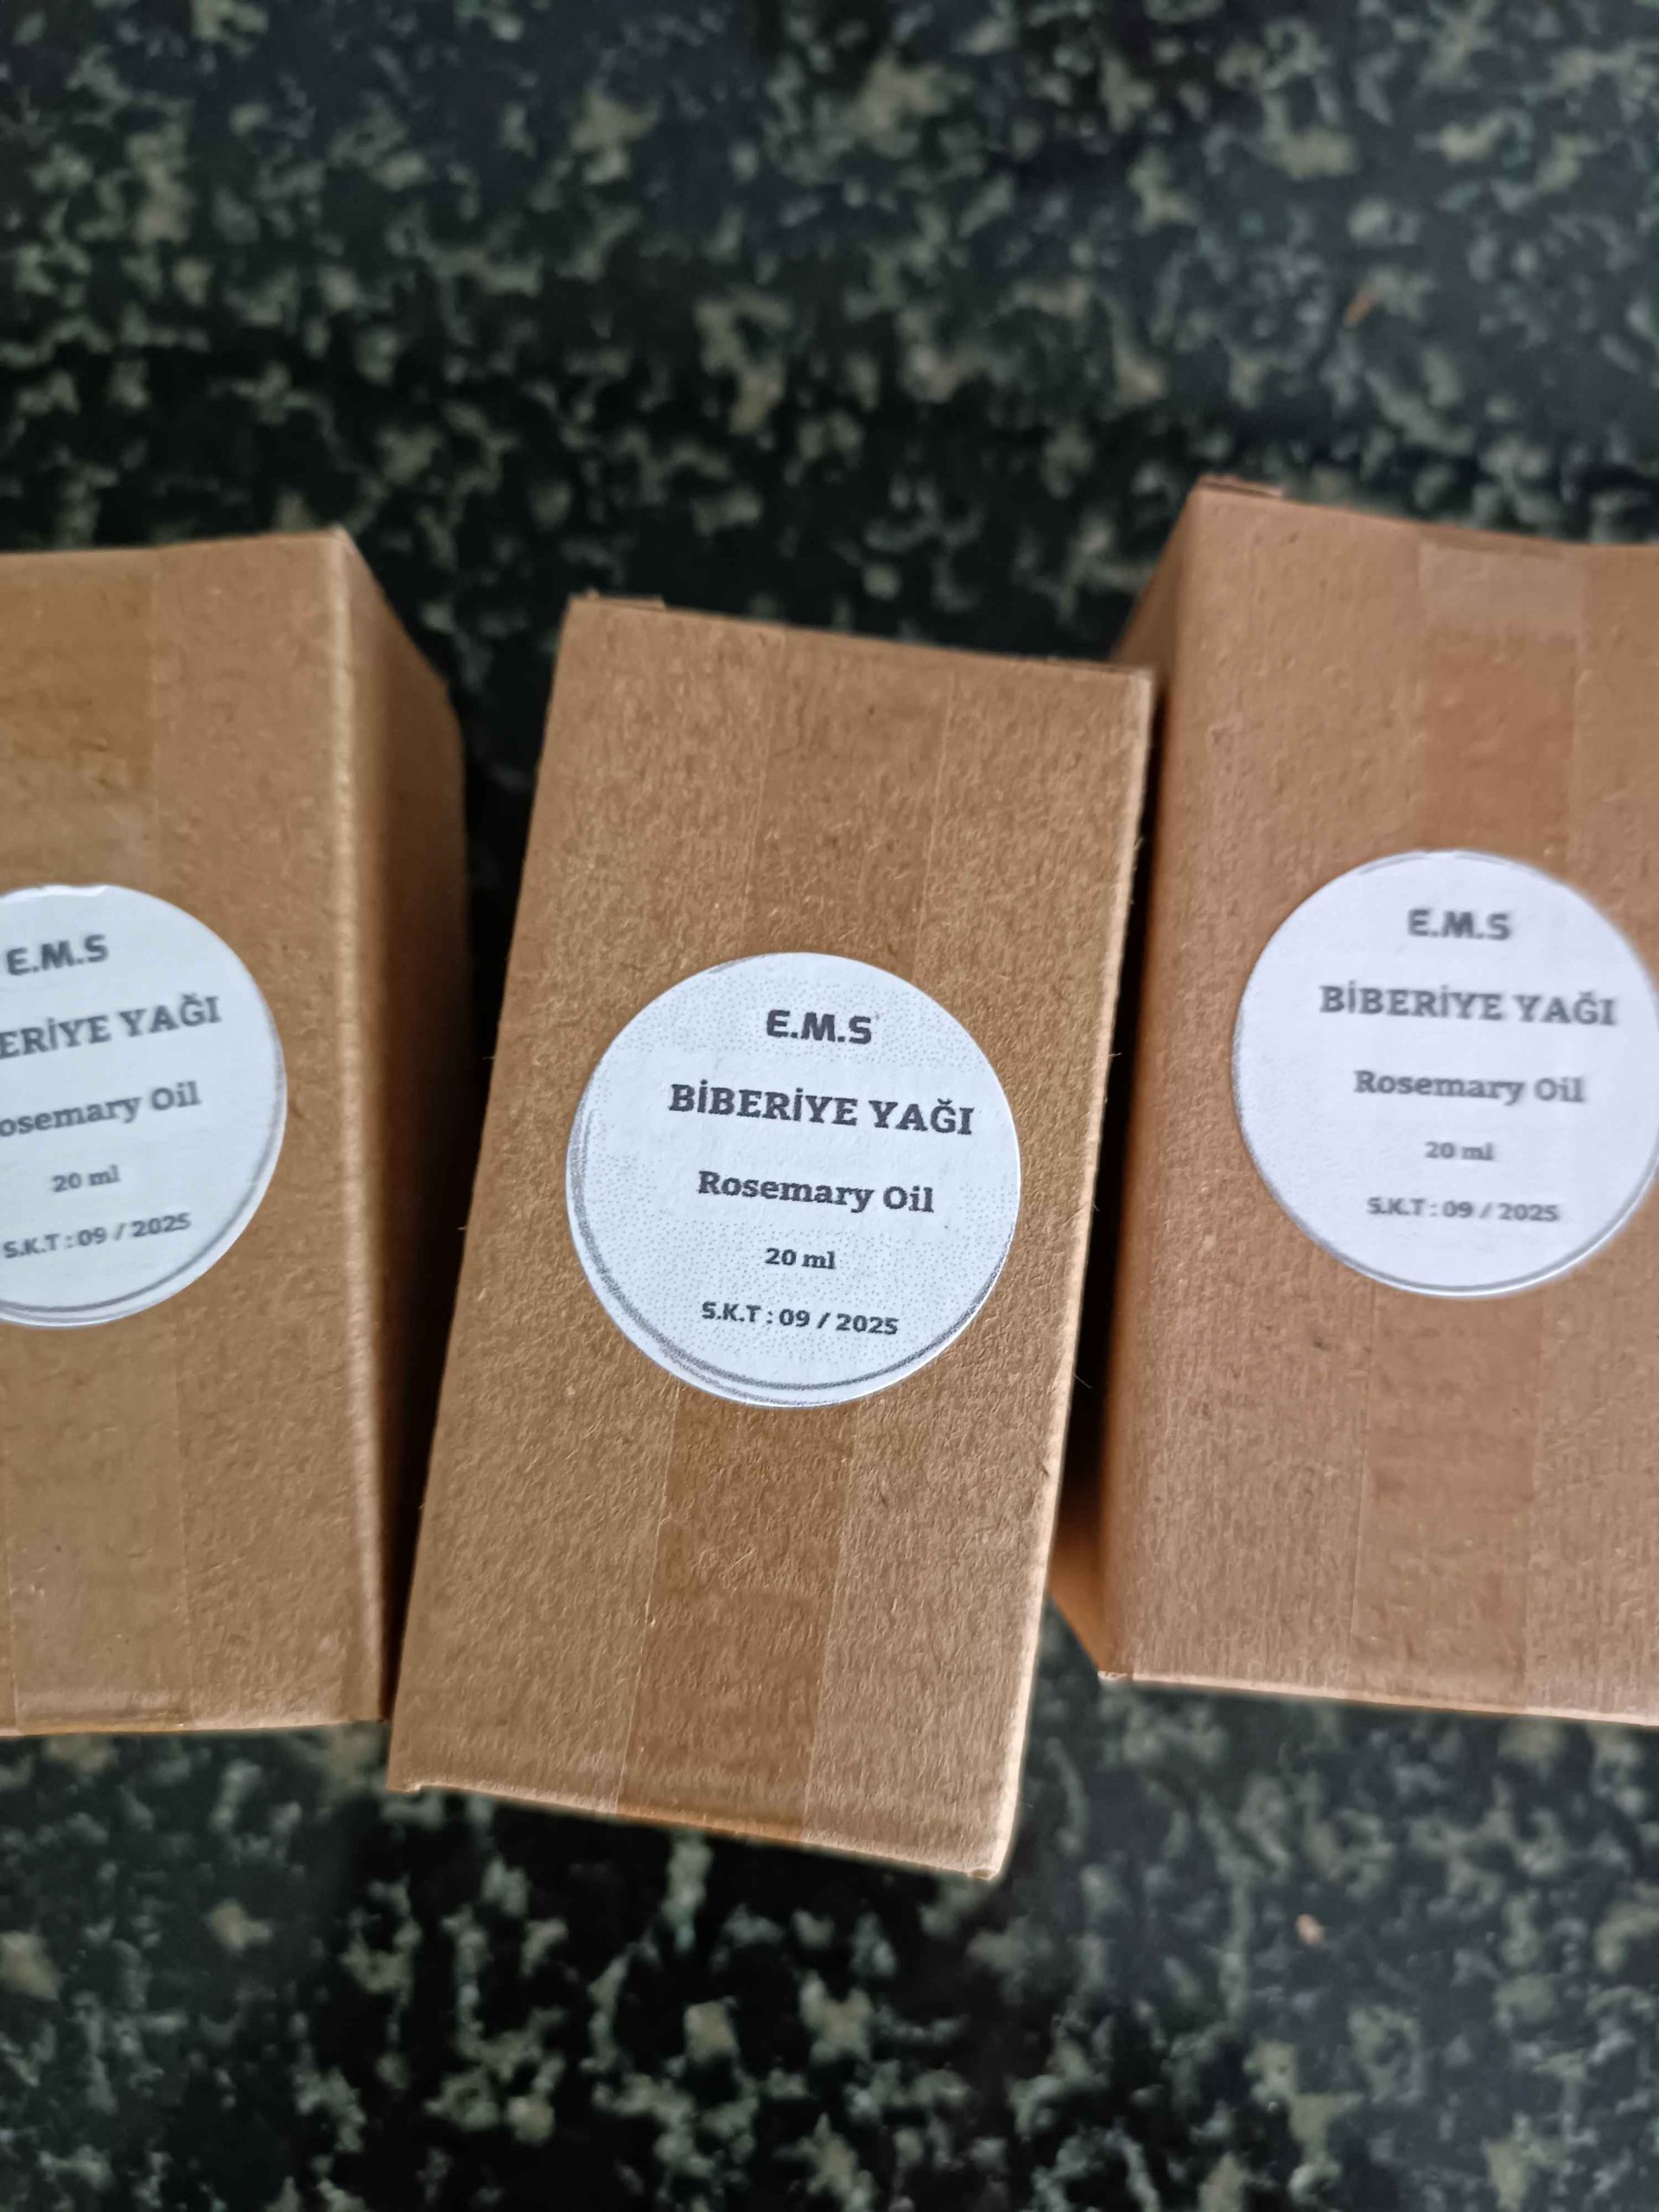 E.M.S
ERİYE YAĞI
osemary Oil
20 ml
S.K.T : 09 / 2025
E.M.S
BİBERİYE YAĞI
Rosemary Oil
20 ml
S.K.T : 09 / 2025
E.M.S
BİBERİYE YAĞI
Rosemary Oil
20 ml
S.K.T : 09 / 2025